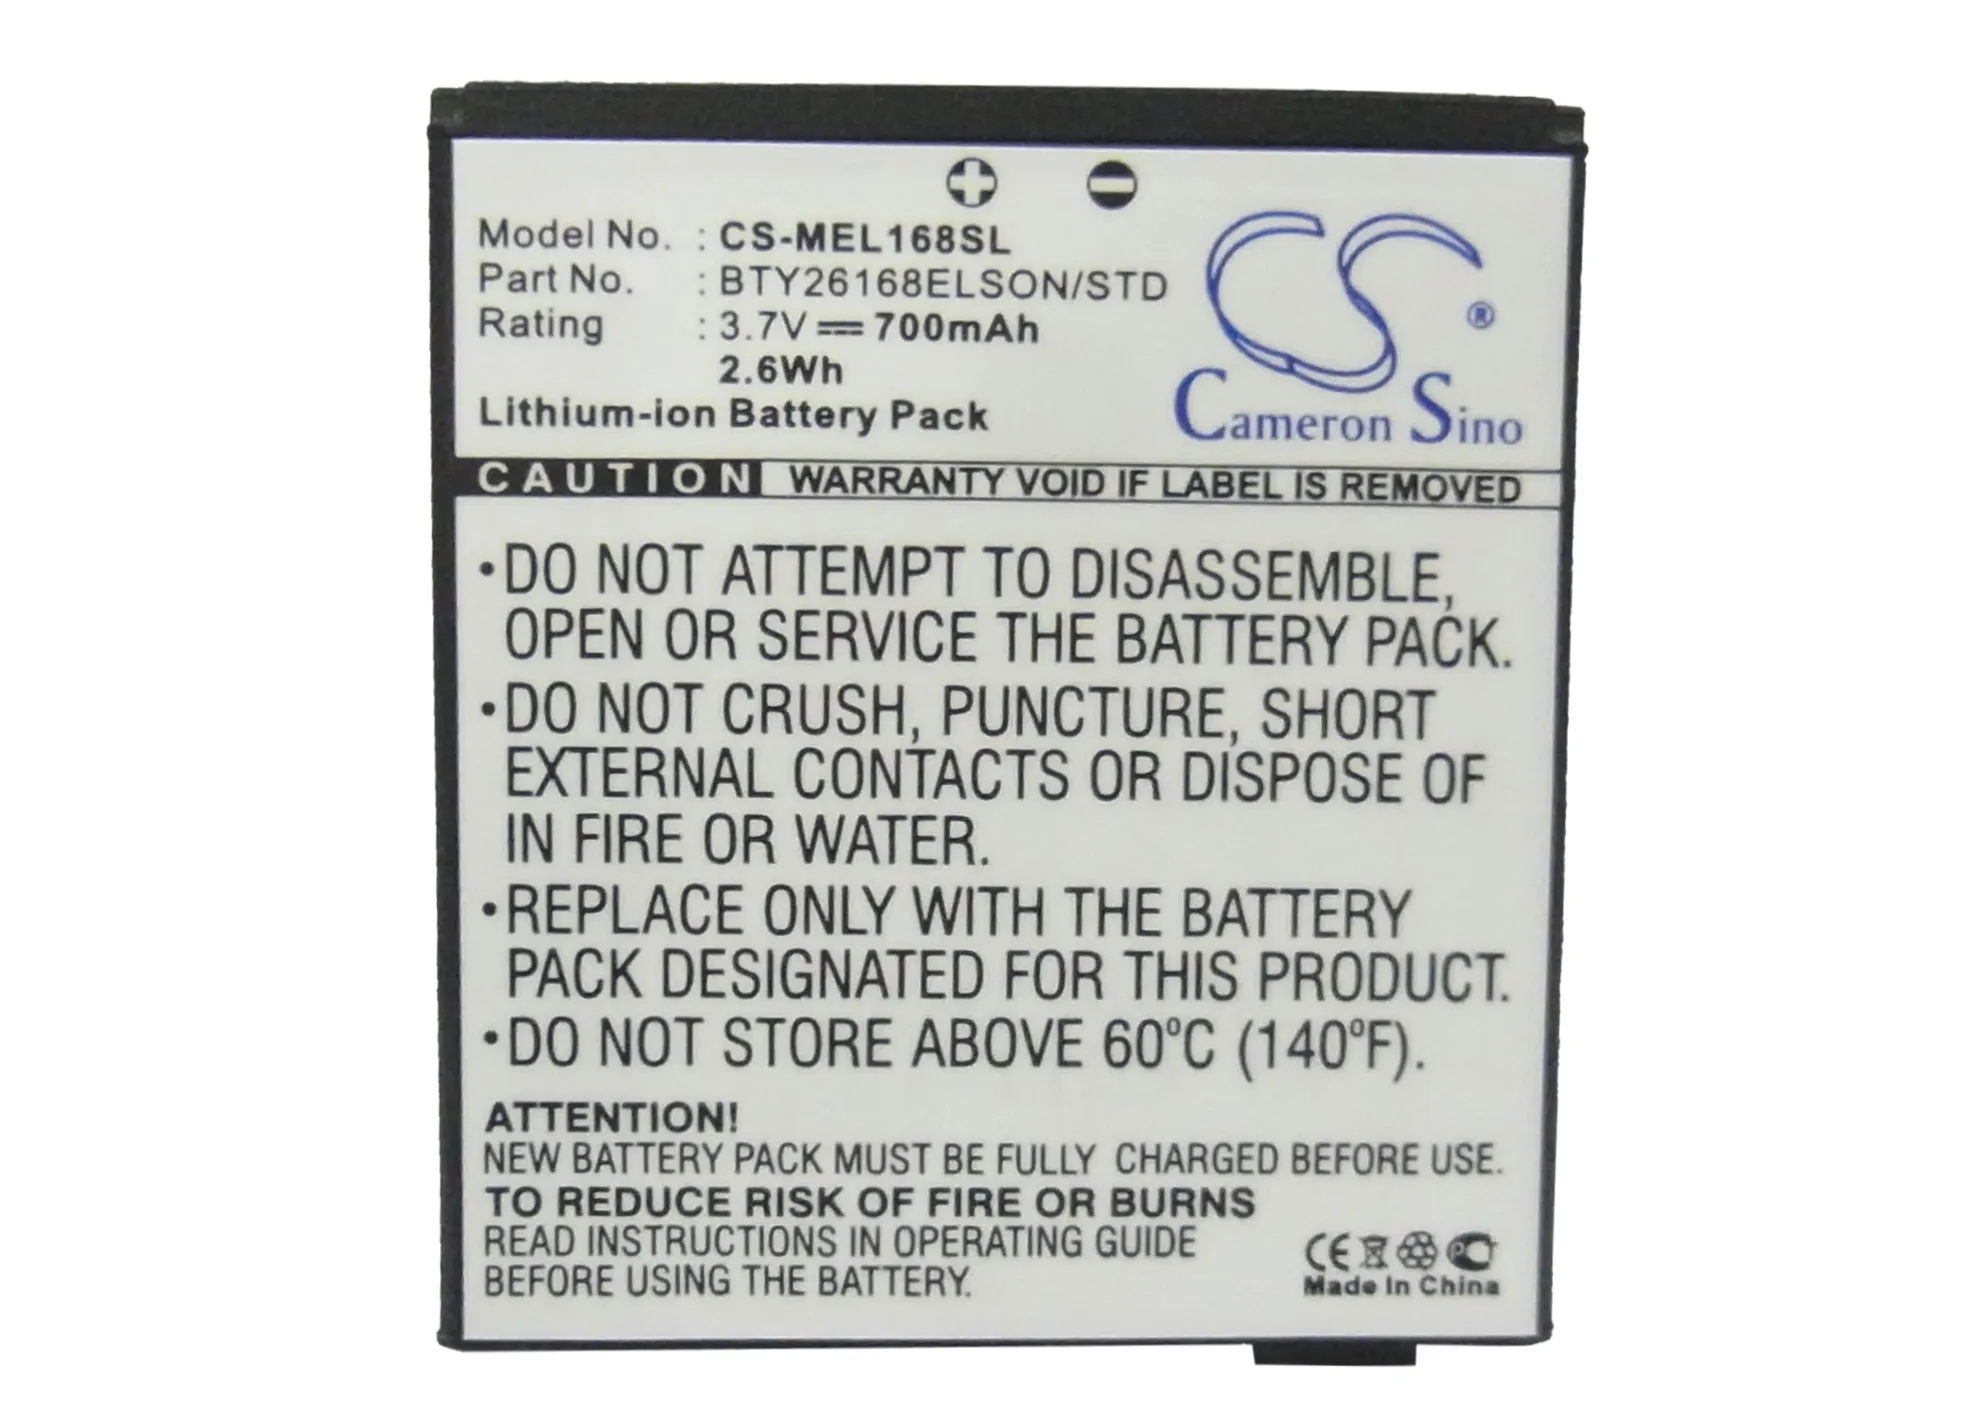 Model No. : CS-MEL168SL
Part No. : BTY26168ELSON/STD
Rating : 3.7V 700mAh
2.6Wh
Lithium-ion Battery Pack
CS ®
Cameron Sino
CAUTION WARRANTY VOID IF LABEL IS REMOVED
•DO NOT ATTEMPT TO DISASSEMBLE,
OPEN OR SERVICE THE BATTERY PACK.
•DO NOT CRUSH, PUNCTURE, SHORT
EXTERNAL CONTACTS OR DISPOSE OF
IN FIRE OR WATER.
•REPLACE ONLY WITH THE BATTERY
PACK DESIGNATED FOR THIS PRODUCT.
•DO NOT STORE ABOVE 60ºC (140ºF).
ATTENTION!
NEW BATTERY PACK MUST BE FULLY CHARGED BEFORE USE.
TO REDUCE RISK OF FIRE OR BURNS
READ INSTRUCTIONS IN OPERATING GUIDE
BEFORE USING THE BATTERY.
CE
Made In China